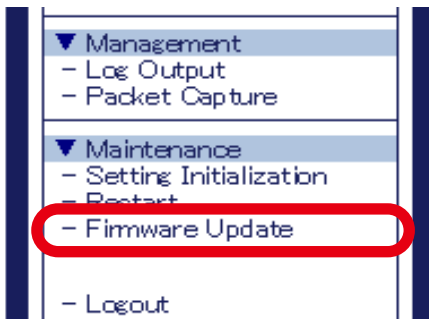 ▼ Management
- Log Output
- Packet Capture
▼ Maintenance
- Setting Initialization
- Restart
- Firmware Update
- Logout